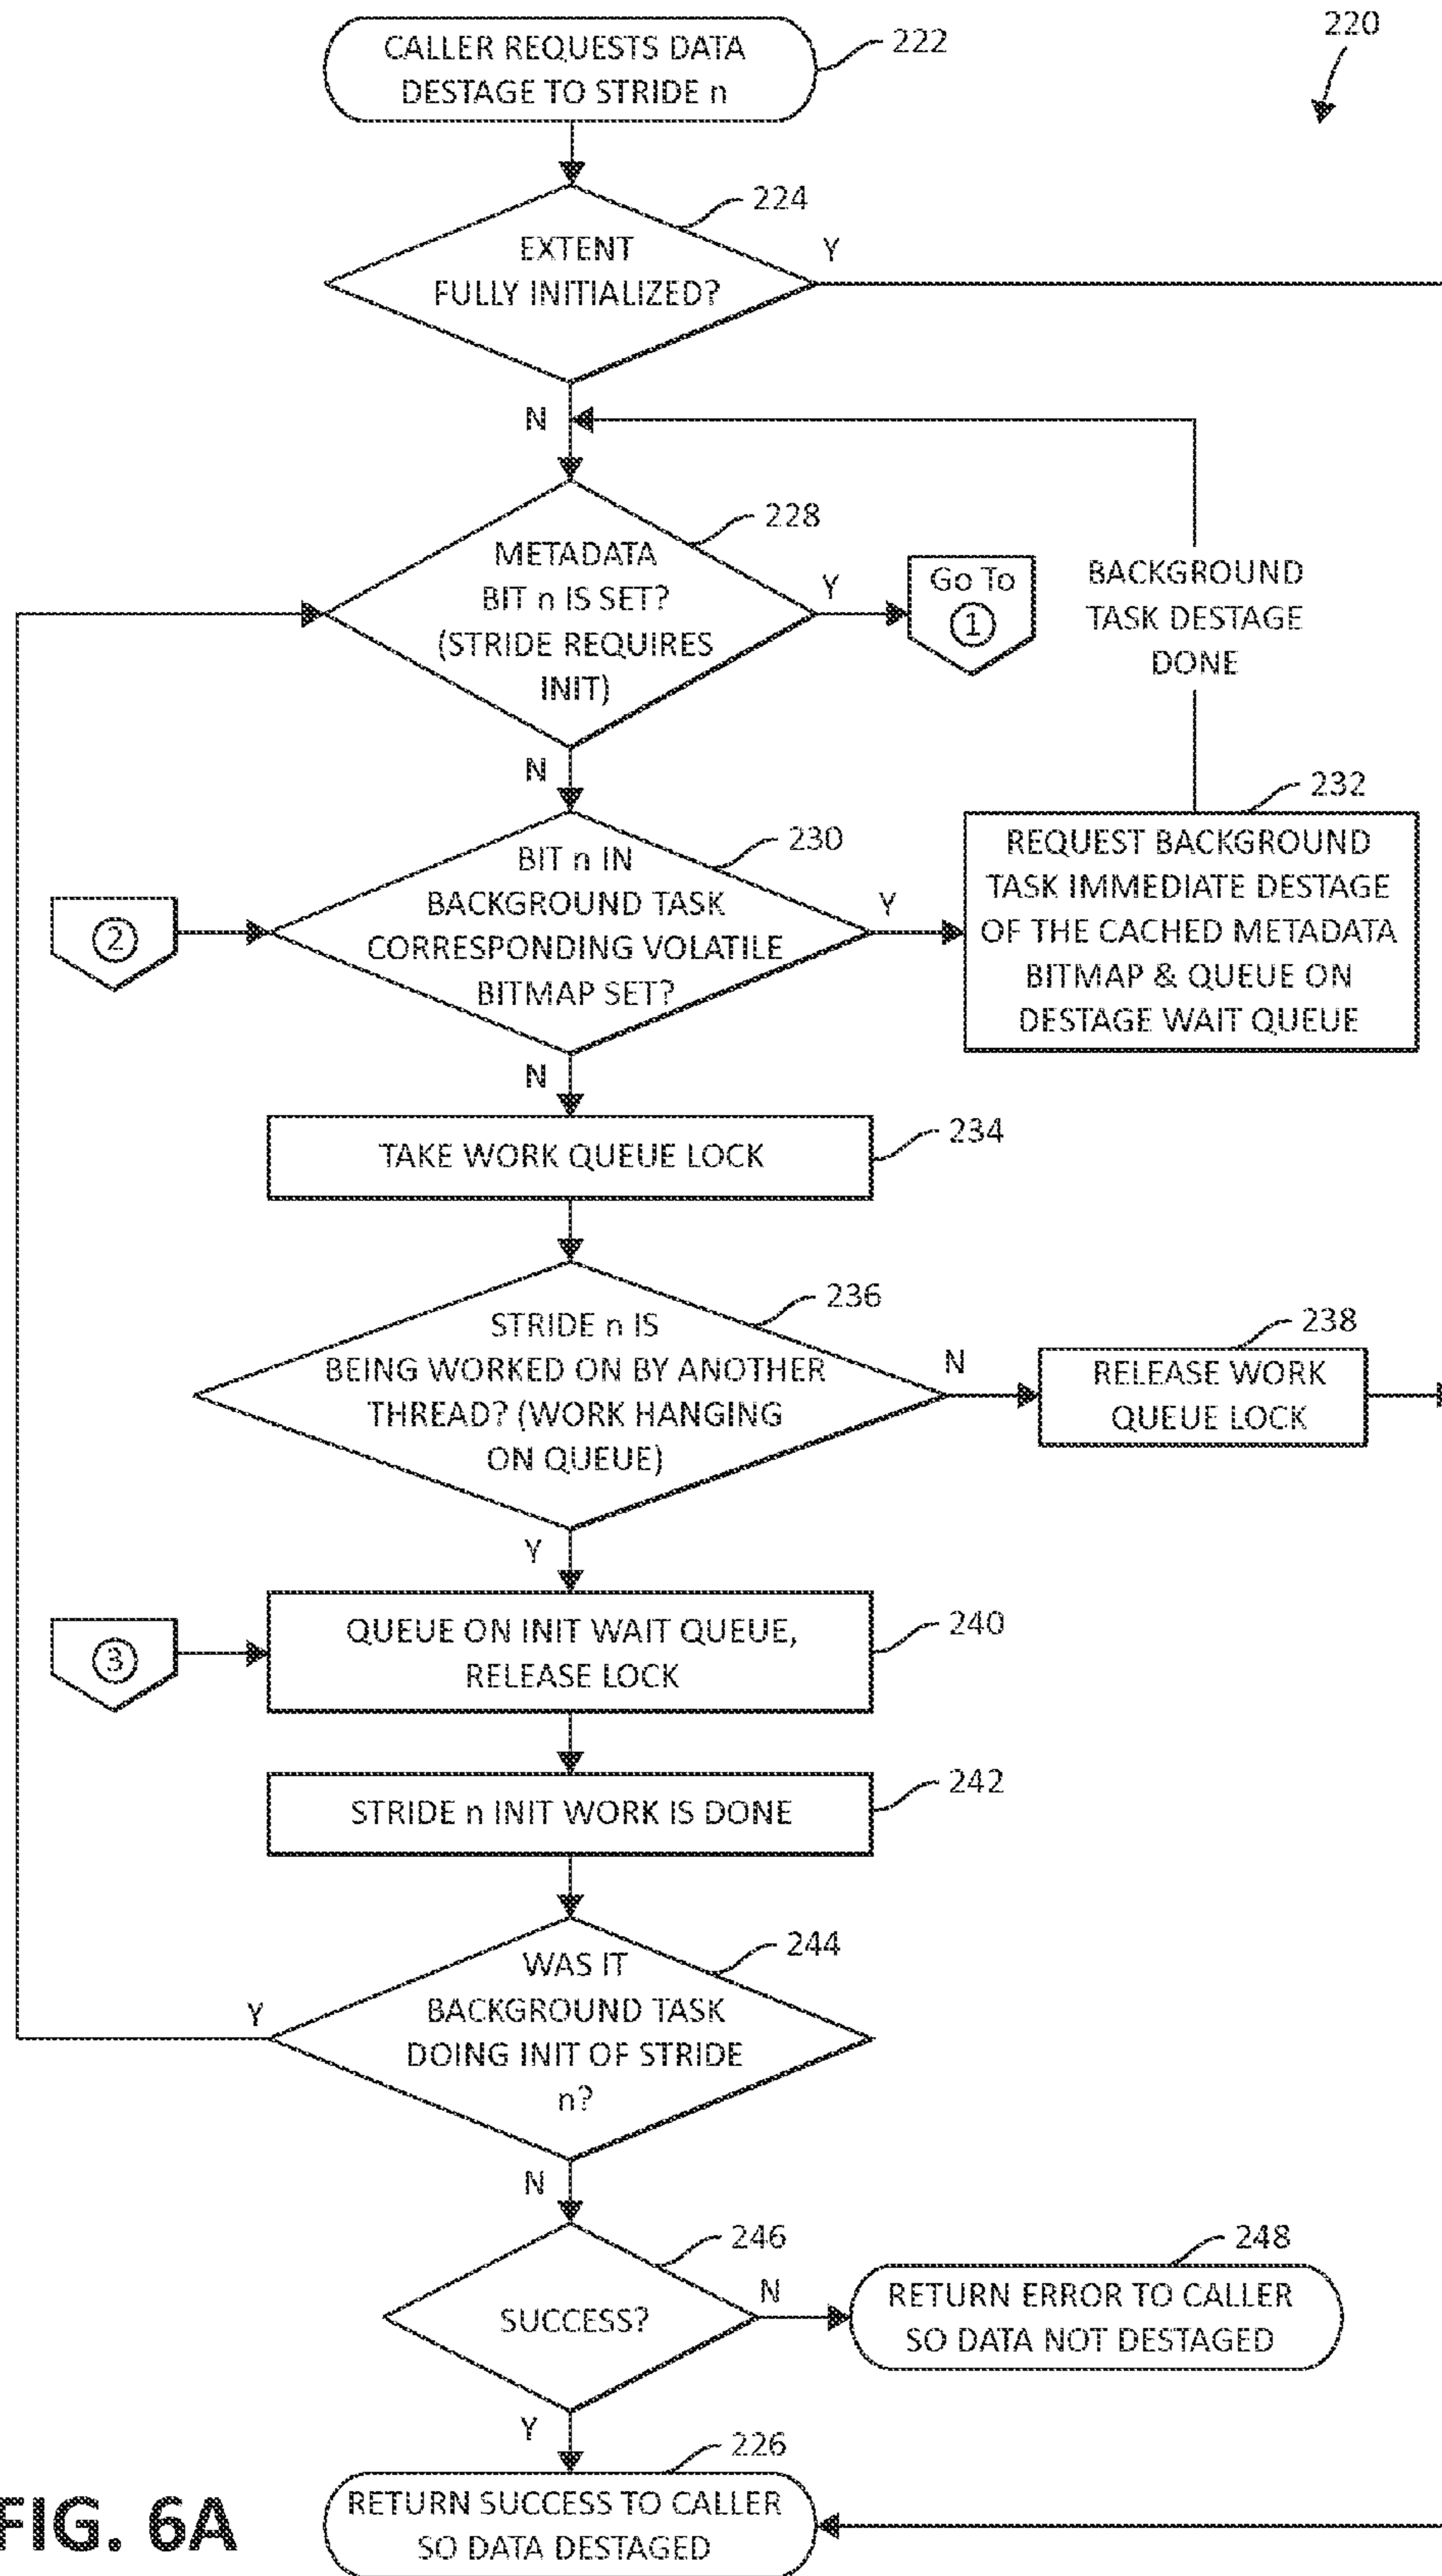 CALLER REQUESTS DATA
DESTAGE TO STRIDE n
222
220
224
EXTENT
FULLY INITIALIZED?
Y
N
228
METADATA
BIT n IS SET?
(STRIDE REQUIRES
INIT)
Y
Go To
1
BACKGROUND
TASK DESTAGE
DONE
N
232
REQUEST BACKGROUND
TASK IMMEDIATE DESTAGE
OF THE CACHED METADATA
BITMAP & QUEUE ON
DESTAGE WAIT QUEUE
230
BIT n IN
BACKGROUND TASK
CORRESPONDING VOLATILE
BITMAP SET?
Y
2
N
TAKE WORK QUEUE LOCK
234
236
STRIDE n IS
BEING WORKED ON BY ANOTHER
THREAD? (WORK HANGING
ON QUEUE)
N
238
RELEASE WORK
QUEUE LOCK
Y
3
QUEUE ON INIT WAIT QUEUE,
RELEASE LOCK
240
STRIDE n INIT WORK IS DONE
242
244
WAS IT
BACKGROUND TASK
DOING INIT OF STRIDE
n?
Y
N
246
SUCCESS?
N
248
RETURN ERROR TO CALLER
SO DATA NOT DESTAGED
Y
226
RETURN SUCCESS TO CALLER
SO DATA DESTAGED
FIG. 6A